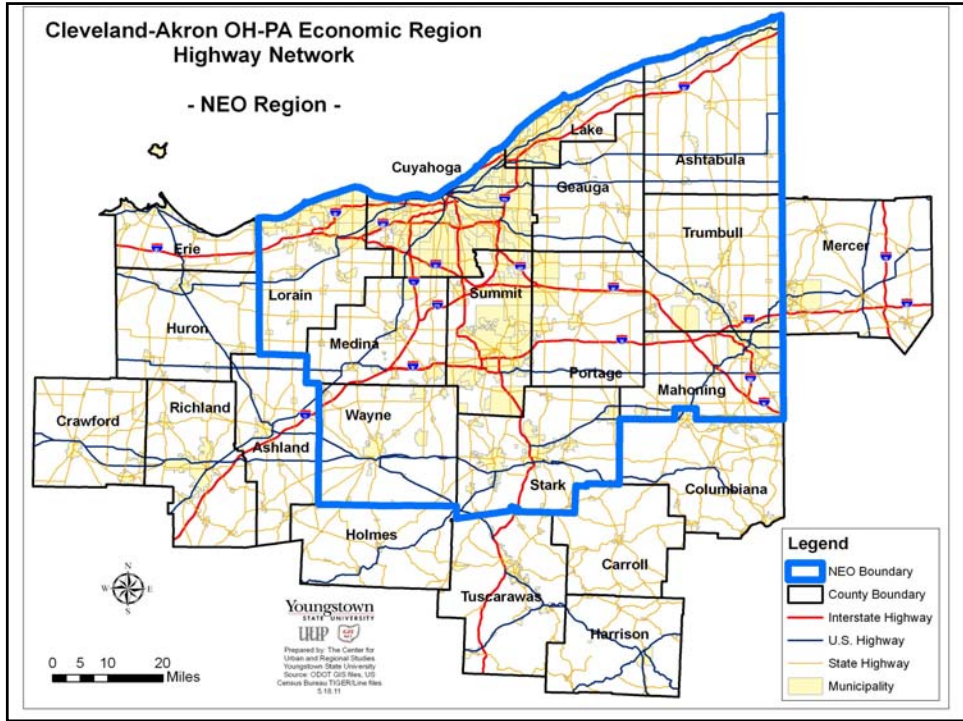 Cleveland-Akron OH-PA Economic Region
Highway Network
- NEO Region -
Lake
Cuyahoga
Ashtabula
Geauga
Trumbull
Mercer
Erie
Lorain
Summit
Huron
Medina
Portage
Mahoning
Richland
Wayne
Crawford
Ashland
Stark
Columbiana
Holmes
Carroll
Tuscarawas
Harrison
N
W
E
S
0 5 10 20
Miles
Youngstown
STATE UNIVERSITY
Prepared by: The Center for
Urban and Regional Studies
Youngstown State University
Source: ODOT GIS files, US
Census Bureau TIGER/Line files.
5.18.11
Legend
NEO Boundary
County Boundary
Interstate Highway
U.S. Highway
State Highway
Municipality